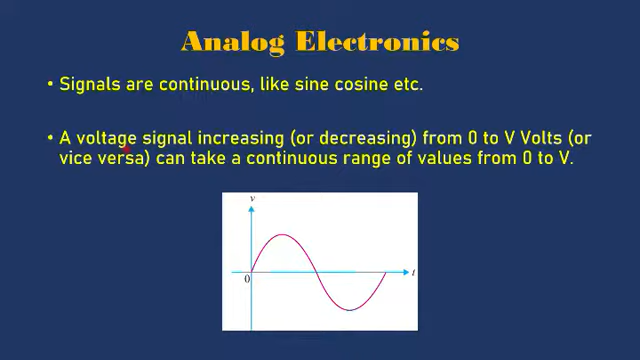 Analog Electronics
• Signals are continuous, like sine cosine etc.
• A voltage signal increasing (or decreasing) from 0 to V Volts (or
vice versa) can take a continuous range of values from 0 to V.
v
0
t